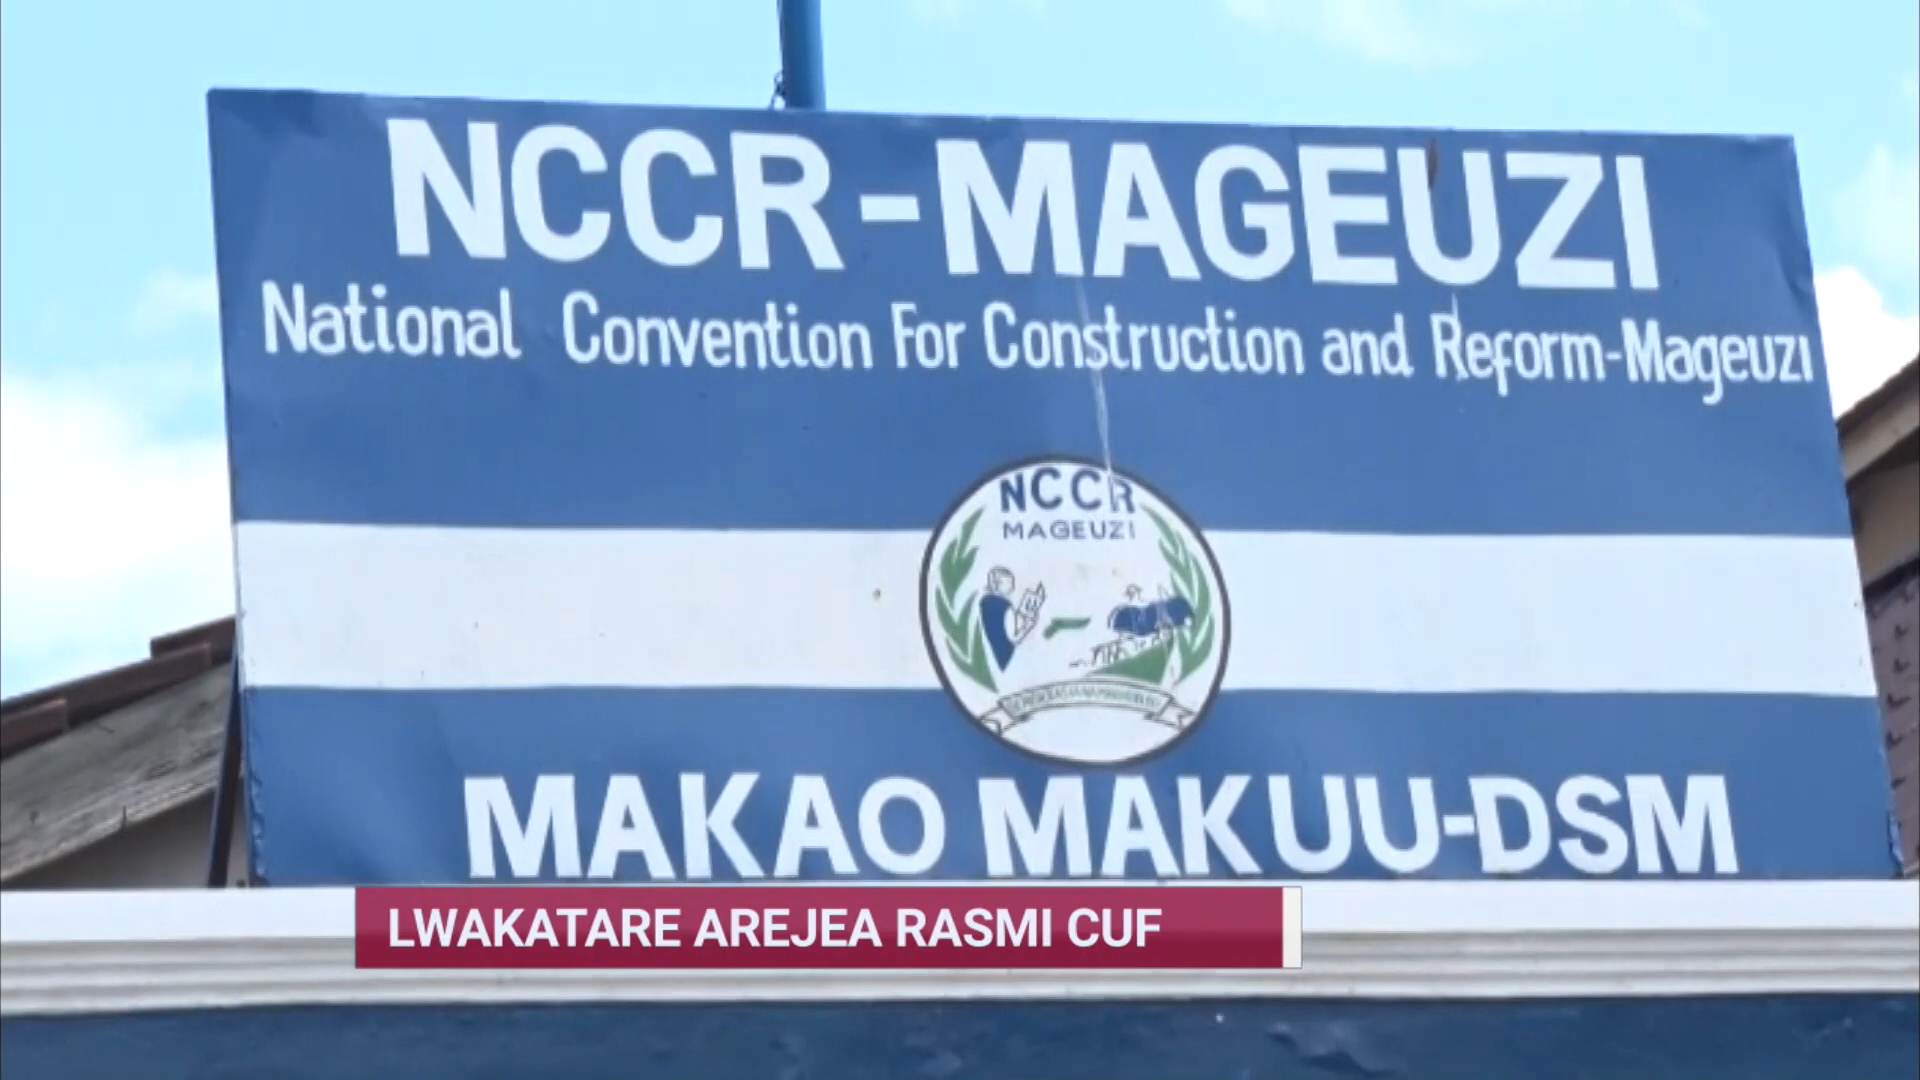 NCCR-MAGEUZI
National Convention For Construction and Reform-Mageuzi
NCCR
MAGEUZI
MAKAO MAKUU-DSM
LWAKATARE AREJEA RASMI CUF